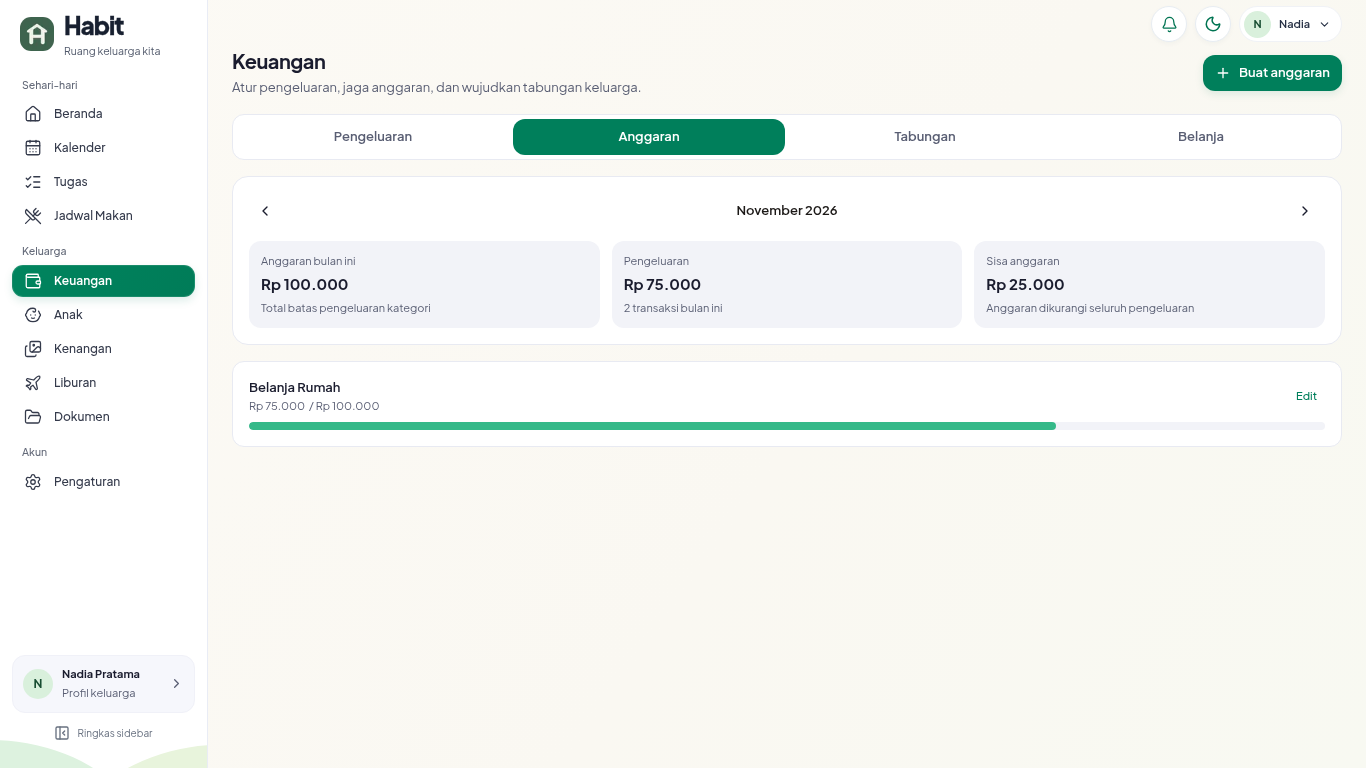 Habit
Ruang keluarga kita
Sehari-hari
Beranda
Kalender
Tugas
Jadwal Makan
Keluarga
Keuangan
Anak
Kenangan
Liburan
Dokumen
Akun
Pengaturan
N
Nadia Pratama
Profil keluarga
Ringkas sidebar
N
Nadia
Keuangan
Atur pengeluaran, jaga anggaran, dan wujudkan tabungan keluarga.
Buat anggaran
Pengeluaran
Anggaran
Tabungan
Belanja
November 2026
Anggaran bulan ini
Rp 100.000
Total batas pengeluaran kategori
Pengeluaran
Rp 75.000
2 transaksi bulan ini
Sisa anggaran
Rp 25.000
Anggaran dikurangi seluruh pengeluaran
Belanja Rumah
Rp 75.000 / Rp 100.000
Edit